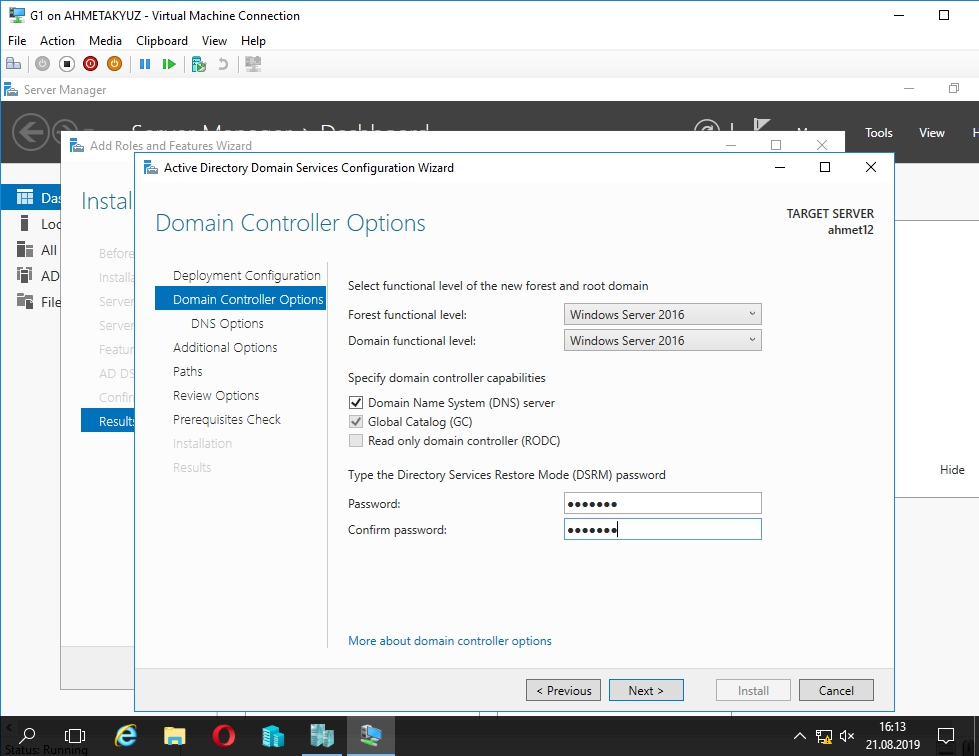 G1 on AHMETAKYUZ - Virtual Machine Connection
File Action Media Clipboard View Help
Server Manager
Server Manager Dashboard
Tools View H
Add Roles and Features Wizard
Active Directory Domain Services Configuration Wizard
Das
Loc
All
AD
File
Instal
Before
Installa
Server
Server
Featur
AD DS
Confir
Results
Domain Controller Options
TARGET SERVER
ahmet12
Deployment Configuration
Domain Controller Options
DNS Options
Additional Options
Paths
Review Options
Prerequisites Check
Installation
Results
Select functional level of the new forest and root domain
Forest functional level: Windows Server 2016
Domain functional level: Windows Server 2016
Specify domain controller capabilities
Domain Name System (DNS) server
Global Catalog (GC)
Read only domain controller (RODC)
Type the Directory Services Restore Mode (DSRM) password
Password: •••••••
Confirm password: •••••••
More about domain controller options
Hide
< Previous Next > Install Cancel
16:13
21.08.2019
Status: Running